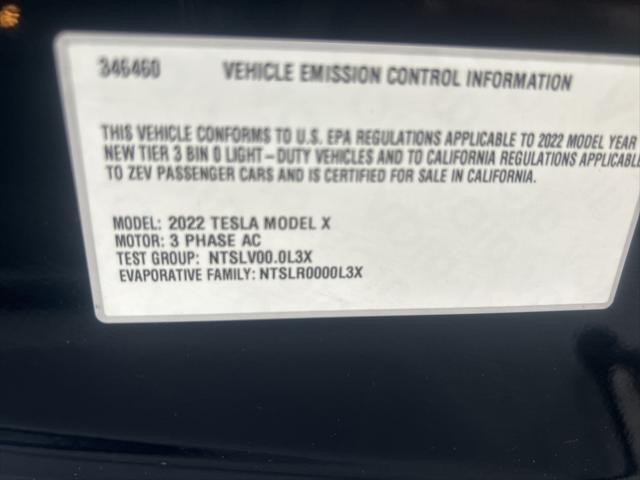 346460 VEHICLE EMISSION CONTROL INFORMATION
THIS VEHICLE CONFORMS TO U.S. EPA REGULATIONS APPLICABLE TO 2022 MODEL YEAR
NEW TIER 3 BIN 0 LIGHT-DUTY VEHICLES AND TO CALIFORNIA REGULATIONS APPLICABLE
TO ZEV PASSENGER CARS AND IS CERTIFIED FOR SALE IN CALIFORNIA.
MODEL: 2022 TESLA MODEL X
MOTOR: 3 PHASE AC
TEST GROUP: NTSLV00.0L3X
EVAPORATIVE FAMILY: NTSLR0000L3X